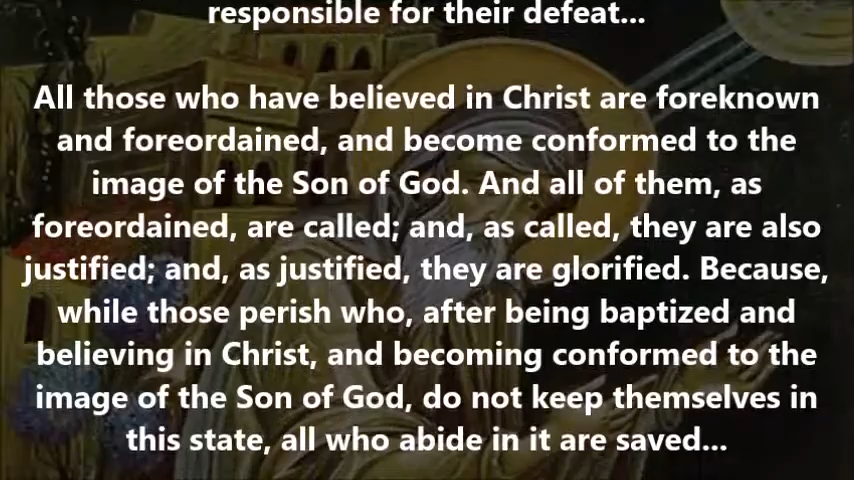 responsible for their defeat...
All those who have believed in Christ are foreknown
and foreordained, and become conformed to the
image of the Son of God. And all of them, as
foreordained, are called; and, as called, they are also
justified; and, as justified, they are glorified. Because,
while those perish who, after being baptized and
believing in Christ, and becoming conformed to the
image of the Son of God, do not keep themselves in
this state, all who abide in it are saved...